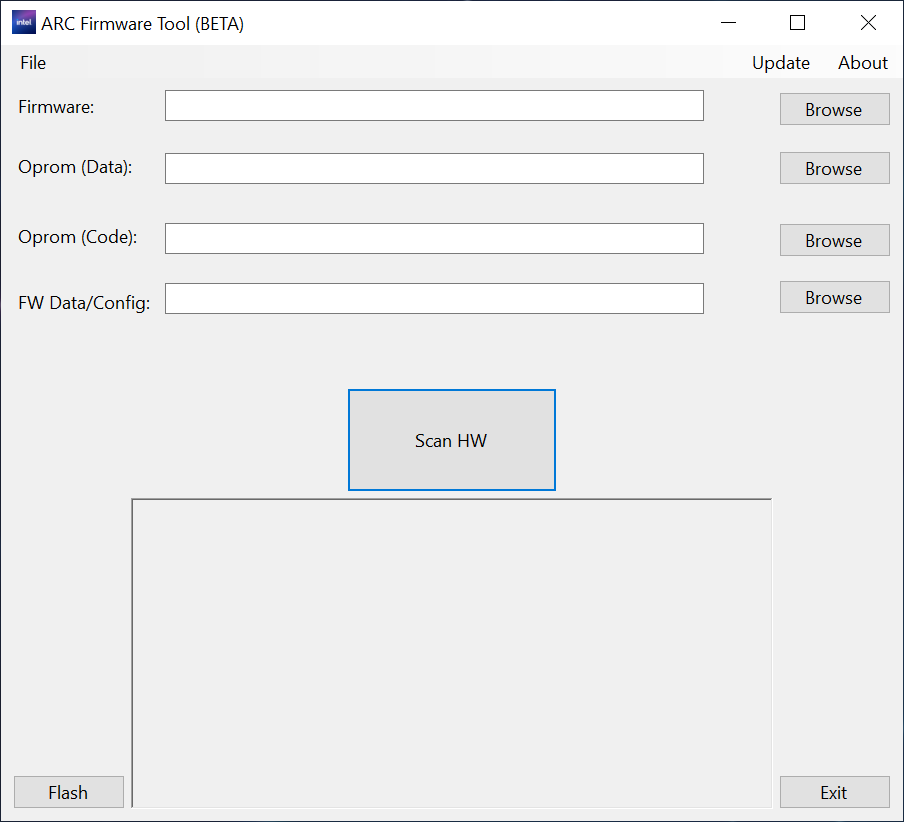 intel ARC Firmware Tool (BETA)
File Update About
Firmware: Browse
Oprom (Data): Browse
Oprom (Code): Browse
FW Data/Config: Browse
Scan HW
Flash Exit